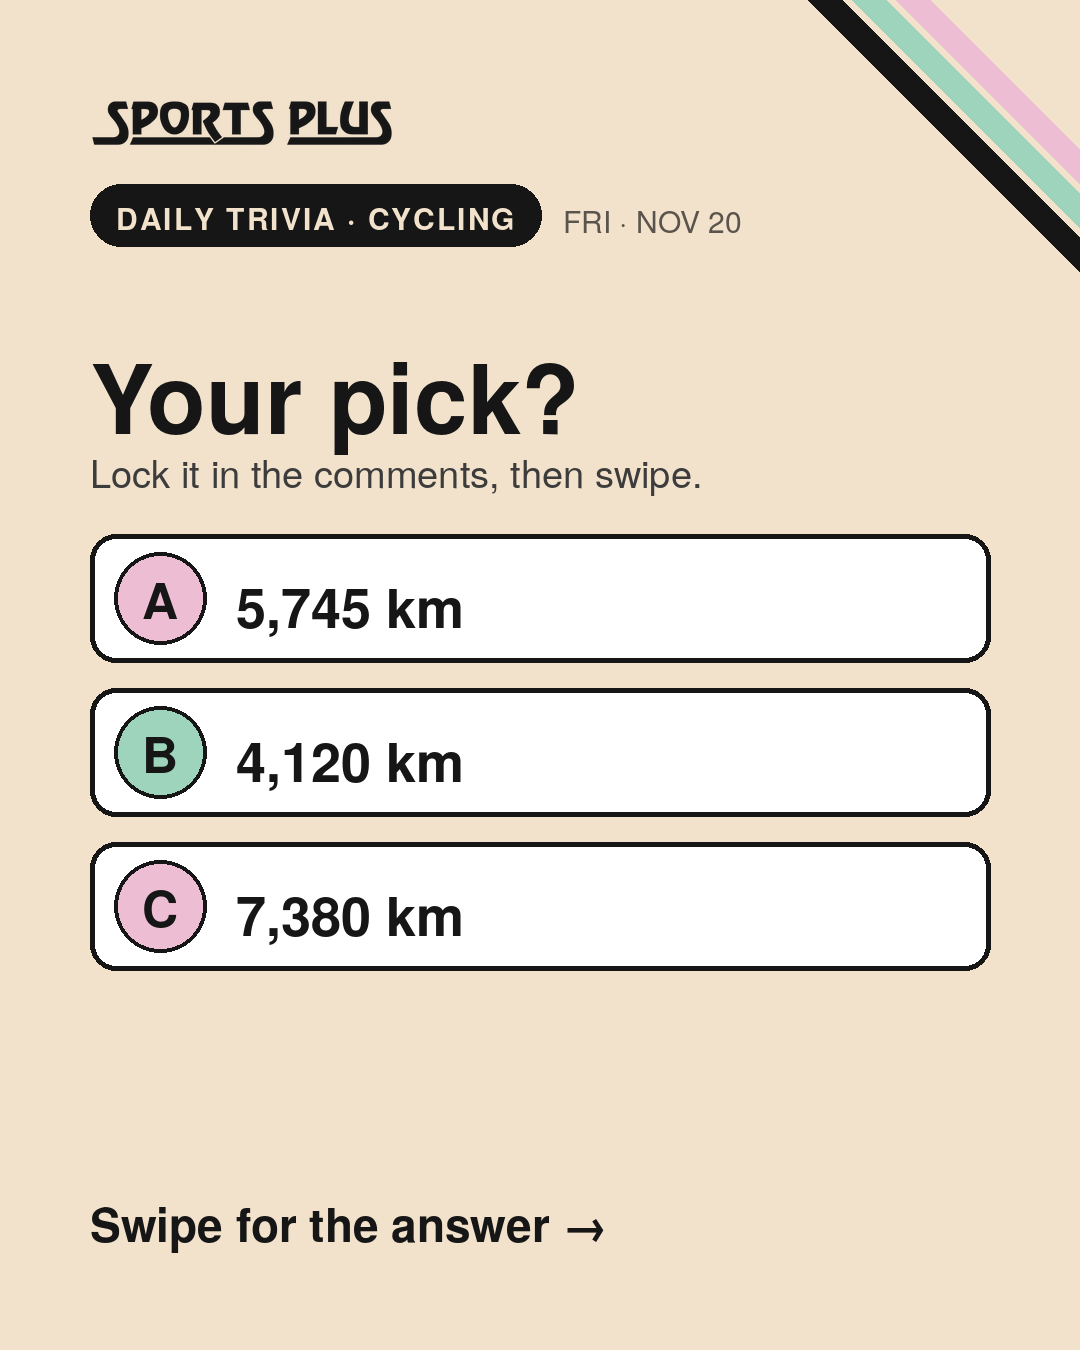 SPORTS PLUS
DAILY TRIVIA · CYCLING
FRI · NOV 20
Your pick?
Lock it in the comments, then swipe.
A 5,745 km
B 4,120 km
C 7,380 km
Swipe for the answer →